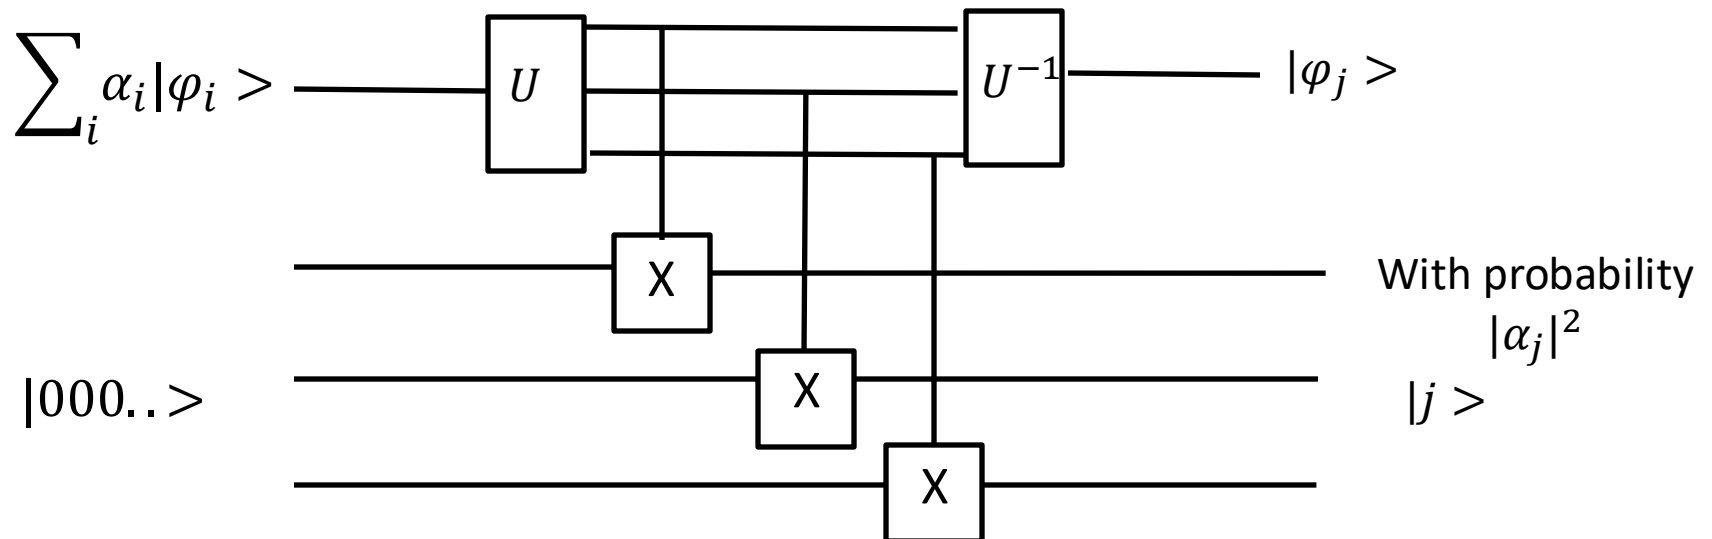 ∑ᵢ αᵢ|φᵢ >
U
U⁻¹
|φⱼ >
X
With probability
|αⱼ|²
X
|000.. >
|j >
X